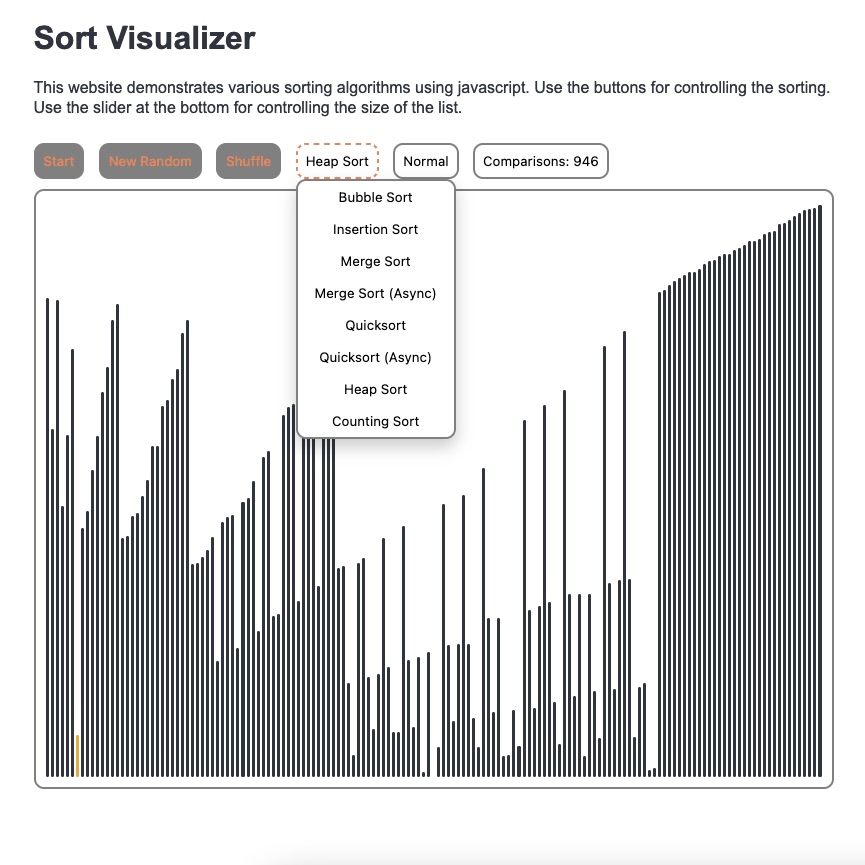 Sort Visualizer
This website demonstrates various sorting algorithms using javascript. Use the buttons for controlling the sorting.
Use the slider at the bottom for controlling the size of the list.
Start New Random Shuffle Heap Sort Normal Comparisons: 946
Bubble Sort
Insertion Sort
Merge Sort
Merge Sort (Async)
Quicksort
Quicksort (Async)
Heap Sort
Counting Sort